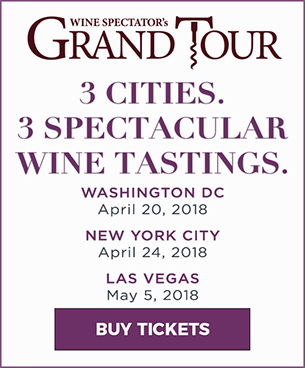 WINE SPECTATOR'S
GRAND TOUR
3 CITIES.
3 SPECTACULAR
WINE TASTINGS.
WASHINGTON DC
April 20, 2018
NEW YORK CITY
April 24, 2018
LAS VEGAS
May 5, 2018
BUY TICKETS